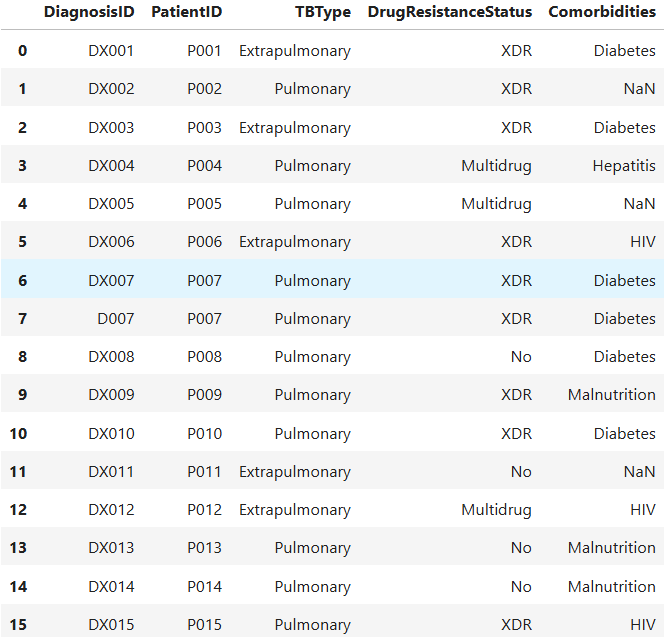 DiagnosisID PatientID TBType DrugResistanceStatus Comorbidities
0 DX001 P001 Extrapulmonary XDR Diabetes
1 DX002 P002 Pulmonary XDR NaN
2 DX003 P003 Extrapulmonary XDR Diabetes
3 DX004 P004 Pulmonary Multidrug Hepatitis
4 DX005 P005 Pulmonary Multidrug NaN
5 DX006 P006 Extrapulmonary XDR HIV
6 DX007 P007 Pulmonary XDR Diabetes
7 D007 P007 Pulmonary XDR Diabetes
8 DX008 P008 Pulmonary No Diabetes
9 DX009 P009 Pulmonary XDR Malnutrition
10 DX010 P010 Pulmonary XDR Diabetes
11 DX011 P011 Extrapulmonary No NaN
12 DX012 P012 Extrapulmonary Multidrug HIV
13 DX013 P013 Pulmonary No Malnutrition
14 DX014 P014 Pulmonary No Malnutrition
15 DX015 P015 Pulmonary XDR HIV